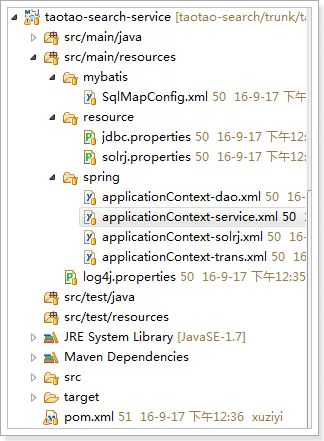 taotao-search-service [taotao-search/trunk/ta
src/main/java
src/main/resources
mybatis
SqlMapConfig.xml 50 16-9-17 下午
resource
jdbc.properties 50 16-9-17 下午12:
solrj.properties 50 16-9-17 下午12:
spring
applicationContext-dao.xml 50 16-
applicationContext-service.xml 50
applicationContext-solrj.xml 50 16-
applicationContext-trans.xml 50 16-
log4j.properties 50 16-9-17 下午12:35
src/test/java
src/test/resources
JRE System Library [JavaSE-1.7]
Maven Dependencies
src
target
pom.xml 51 16-9-17 下午12:36 xuziyi